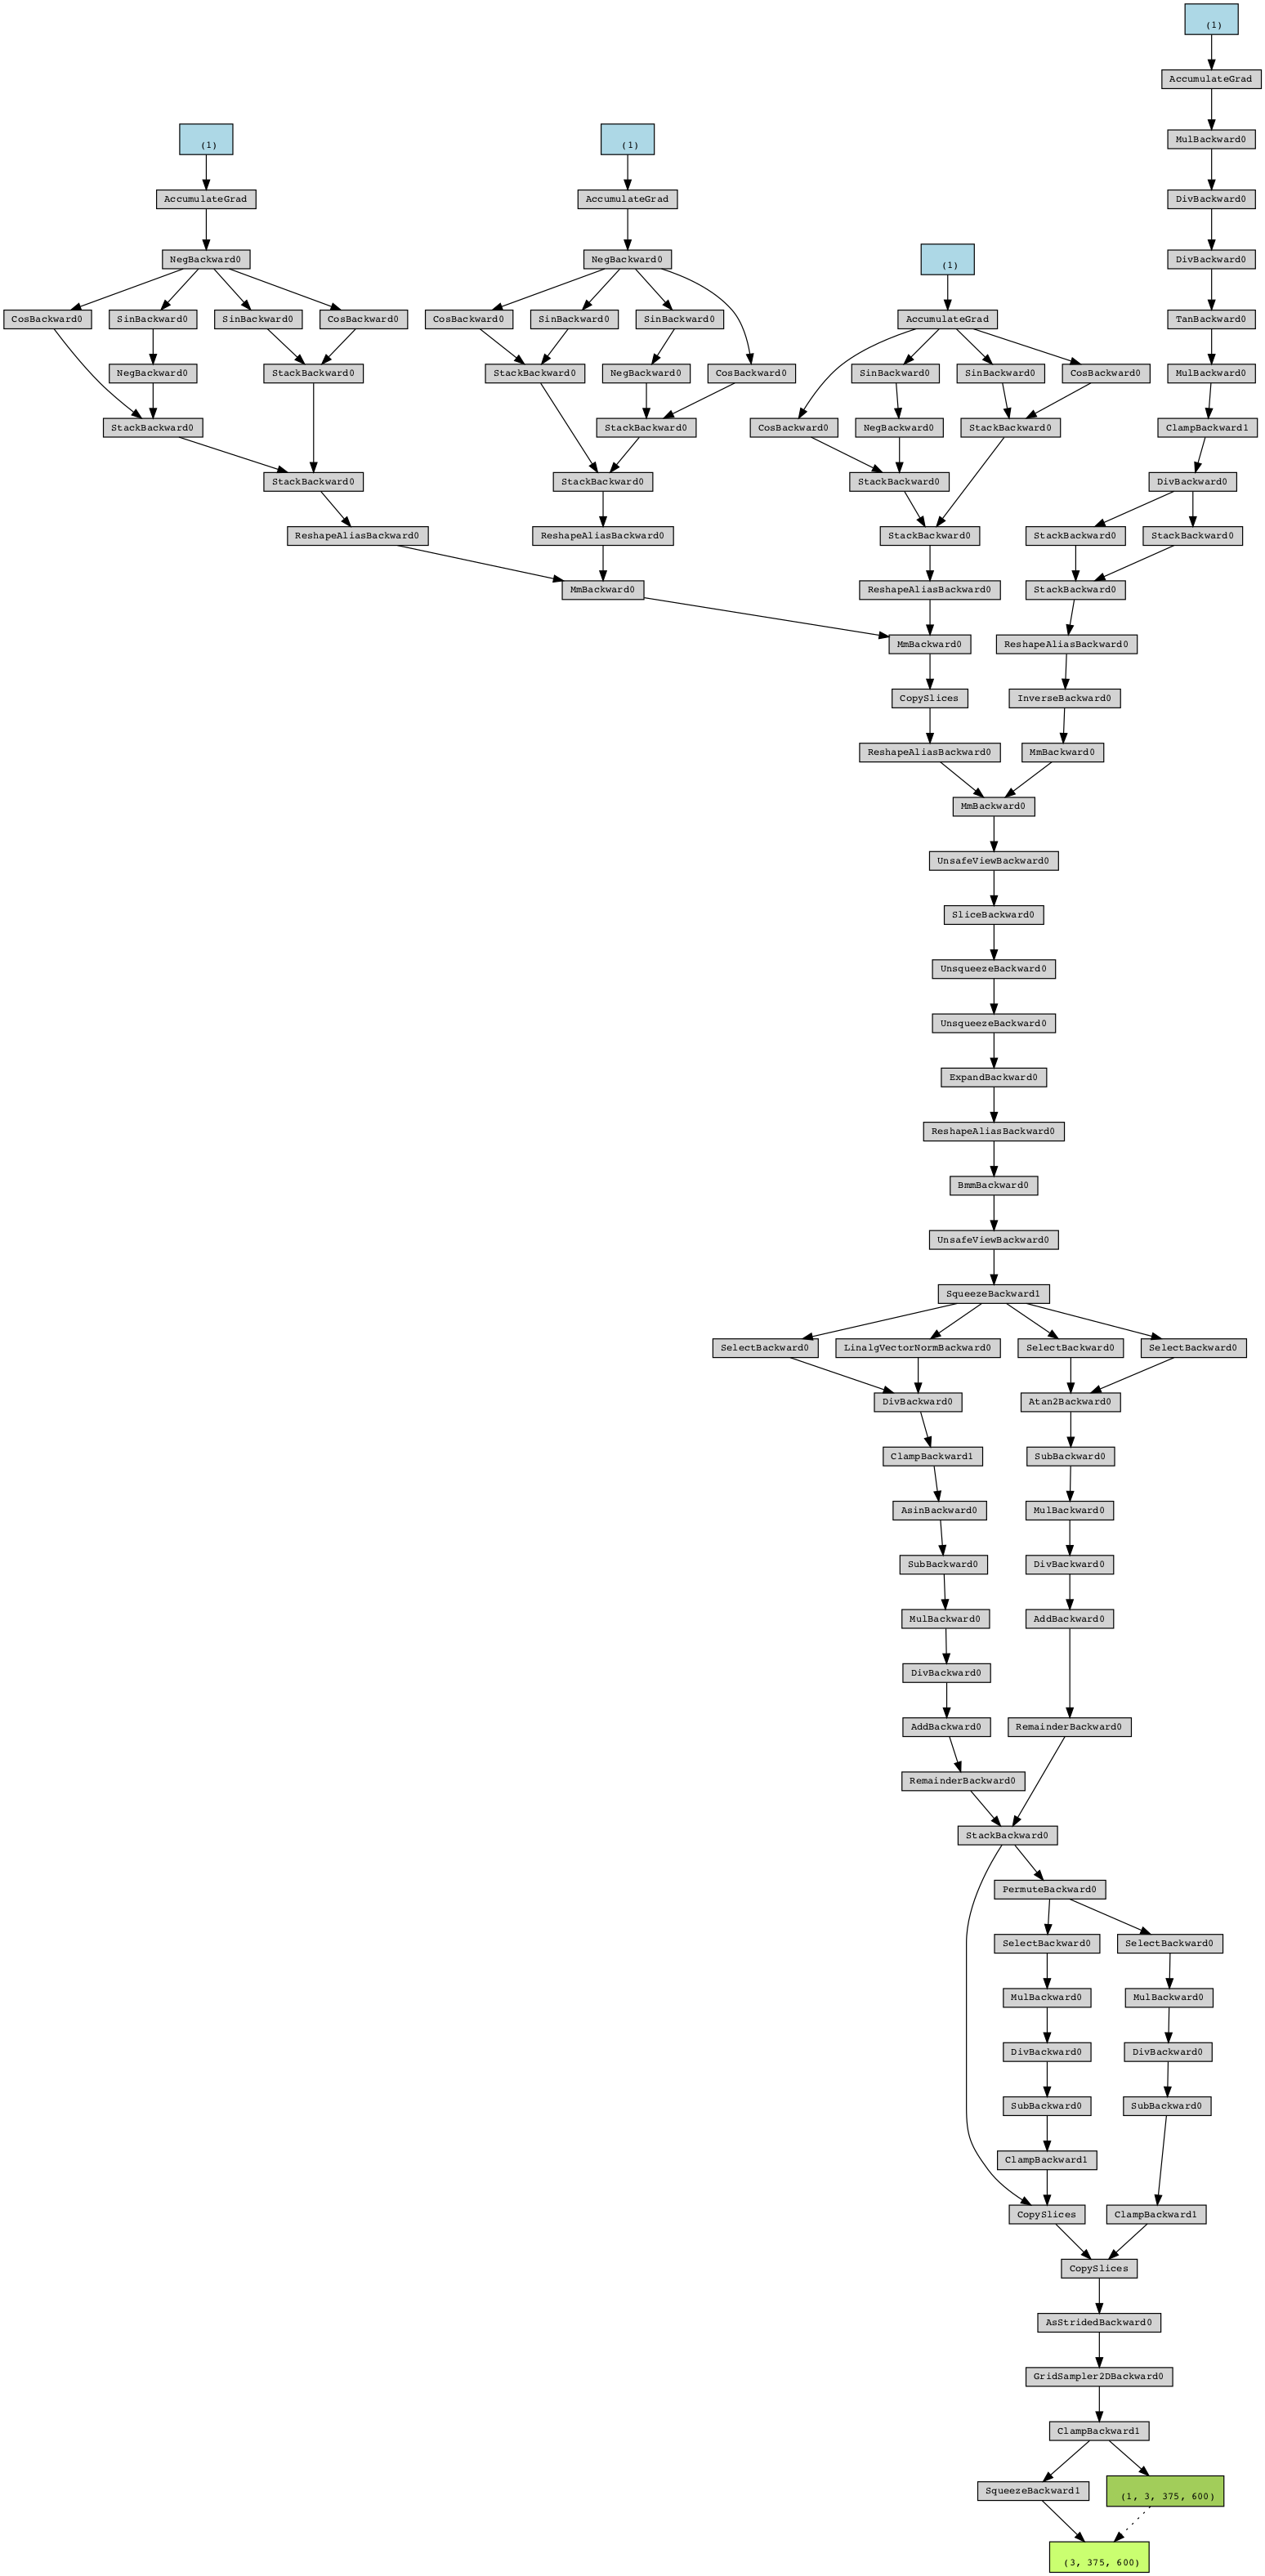 (1)
AccumulateGrad
(1)
(1)
MulBackward0
AccumulateGrad
AccumulateGrad
DivBackward0
NegBackward0
NegBackward0
(1)
DivBackward0
CosBackward0
SinBackward0
SinBackward0
CosBackward0
CosBackward0
SinBackward0
SinBackward0
AccumulateGrad
TanBackward0
NegBackward0
StackBackward0
StackBackward0
NegBackward0
CosBackward0
SinBackward0
SinBackward0
CosBackward0
MulBackward0
StackBackward0
StackBackward0
CosBackward0
NegBackward0
StackBackward0
ClampBackward1
StackBackward0
StackBackward0
StackBackward0
DivBackward0
ReshapeAliasBackward0
ReshapeAliasBackward0
StackBackward0
StackBackward0
StackBackward0
MmBackward0
ReshapeAliasBackward0
StackBackward0
MmBackward0
ReshapeAliasBackward0
CopySlices
InverseBackward0
ReshapeAliasBackward0
MmBackward0
MmBackward0
UnsafeViewBackward0
SliceBackward0
UnsqueezeBackward0
UnsqueezeBackward0
ExpandBackward0
ReshapeAliasBackward0
BmmBackward0
UnsafeViewBackward0
SqueezeBackward1
SelectBackward0
LinalgVectorNormBackward0
SelectBackward0
SelectBackward0
DivBackward0
Atan2Backward0
ClampBackward1
SubBackward0
AsinBackward0
MulBackward0
SubBackward0
DivBackward0
MulBackward0
AddBackward0
DivBackward0
AddBackward0
RemainderBackward0
RemainderBackward0
StackBackward0
PermuteBackward0
SelectBackward0
SelectBackward0
MulBackward0
MulBackward0
DivBackward0
DivBackward0
SubBackward0
SubBackward0
ClampBackward1
CopySlices
ClampBackward1
CopySlices
AsStridedBackward0
GridSampler2DBackward0
ClampBackward1
SqueezeBackward1
(1, 3, 375, 600)
(3, 375, 600)